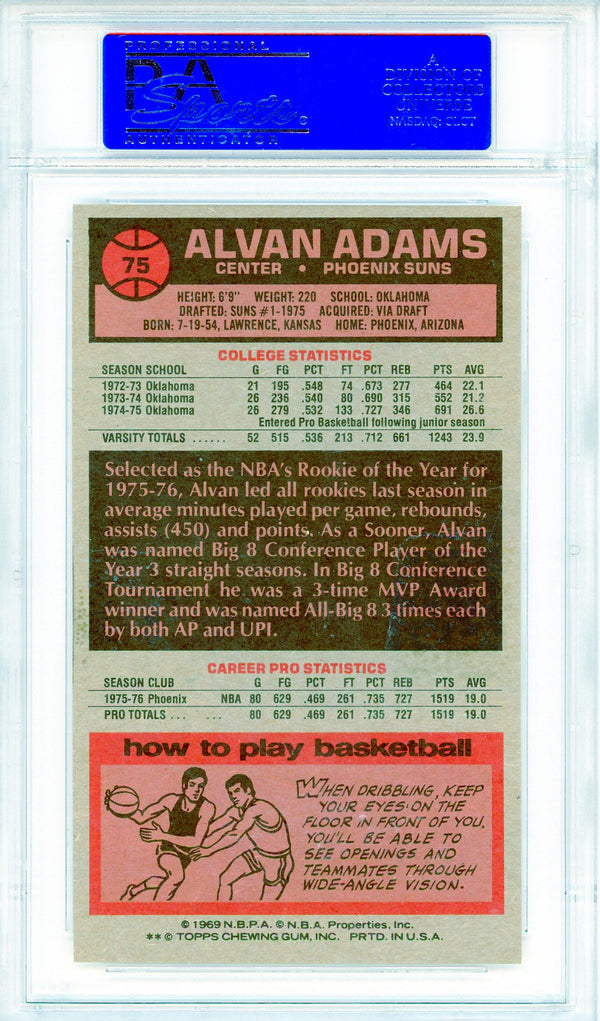 PROFESSIONAL
PSA
Sports
AUTHENTICATOR
A
DIVISION OF
COLLECTORS
UNIVERSE
NASDAQ: CLCT
75
ALVAN ADAMS
CENTER • PHOENIX SUNS
HEIGHT: 6'9" WEIGHT: 220 SCHOOL: OKLAHOMA
DRAFTED: SUNS #1-1975 ACQUIRED: VIA DRAFT
BORN: 7-19-54, LAWRENCE, KANSAS HOME: PHOENIX, ARIZONA
COLLEGE STATISTICS
SEASON SCHOOL G FG PCT FT PCT REB PTS AVG
1972-73 Oklahoma 21 195 .548 74 .673 277 464 22.1
1973-74 Oklahoma 26 236 .540 80 .690 315 552 21.2
1974-75 Oklahoma 26 279 .532 133 .727 346 691 26.6
Entered Pro Basketball following junior season
VARSITY TOTALS ...... 52 515 .536 213 .712 661 1243 23.9
Selected as the NBA's Rookie of the Year for
1975-76, Alvan led all rookies last season in
average minutes played per game, rebounds,
assists (450) and points. As a Sooner, Alvan
was named Big 8 Conference Player of the
Year 3 straight seasons. In Big 8 Conference
Tournament he was a 3-time MVP Award
winner and was named All-Big 8 3 times each
by both AP and UPI.
CAREER PRO STATISTICS
SEASON CLUB G FG PCT FT PCT REB PTS AVG
1975-76 Phoenix NBA 80 629 .469 261 .735 727 1519 19.0
PRO TOTALS ... ... 80 629 .469 261 .735 727 1519 19.0
how to play basketball
WHEN DRIBBLING, KEEP
YOUR EYES ON THE
FLOOR IN FRONT OF YOU.
YOU'LL BE ABLE TO
SEE OPENINGS AND
TEAMMATES THROUGH
WIDE-ANGLE VISION.
© 1969 N.B.P.A. © N.B.A. Properties, Inc.
** © TOPPS CHEWING GUM, INC. PRTD. IN U.S.A.